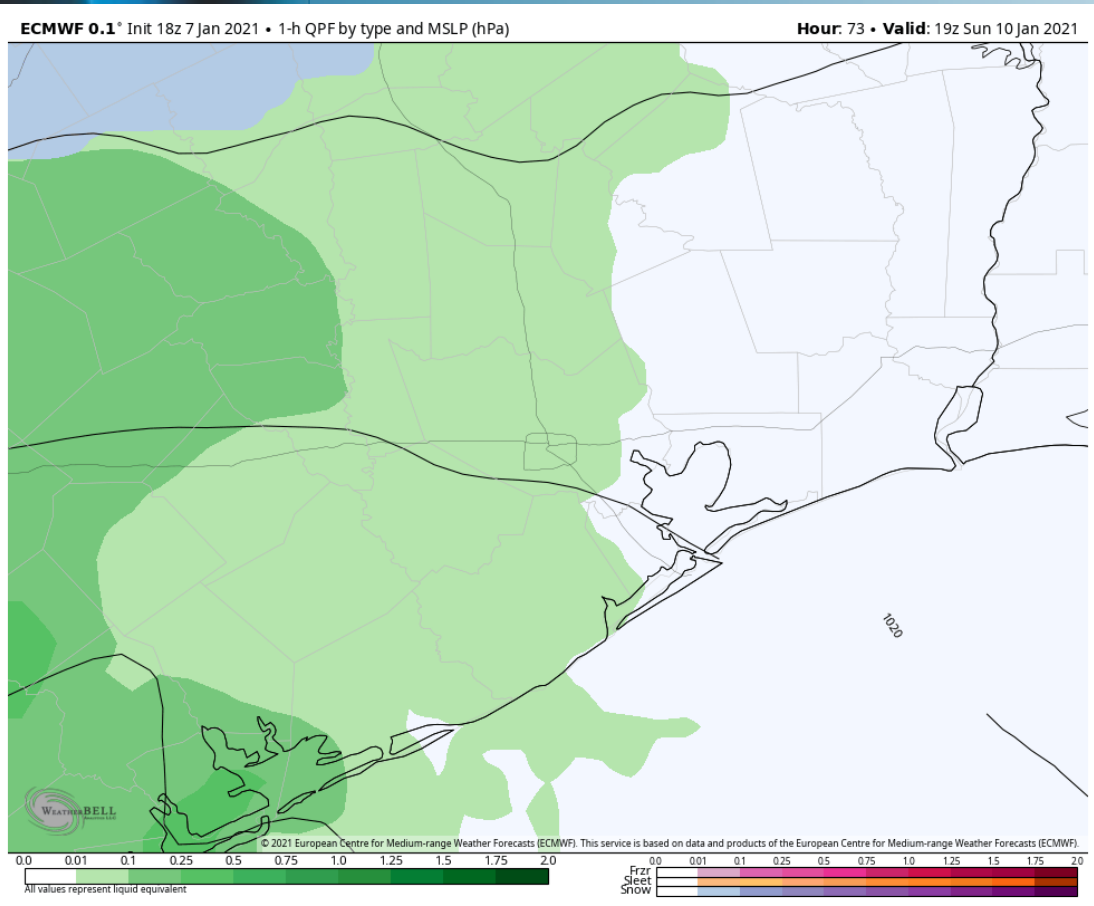 ECMWF 0.1° Init 18z 7 Jan 2021 • 1-h QPF by type and MSLP (hPa) Hour: 73 • Valid: 19z Sun 10 Jan 2021
1020
WEATHERBELL
© 2021 European Centre for Medium-range Weather Forecasts (ECMWF). This service is based on data and products of the European Centre for Medium-range Weather Forecasts (ECMWF).
0.0 0.01 0.1 0.25 0.5 0.75 1.0 1.25 1.5 1.75 2.0
All values represent liquid equivalent
0.0 0.01 0.1 0.25 0.5 0.75 1.0 1.25 1.5 1.75 2.0
Frzr
Sleet
Snow